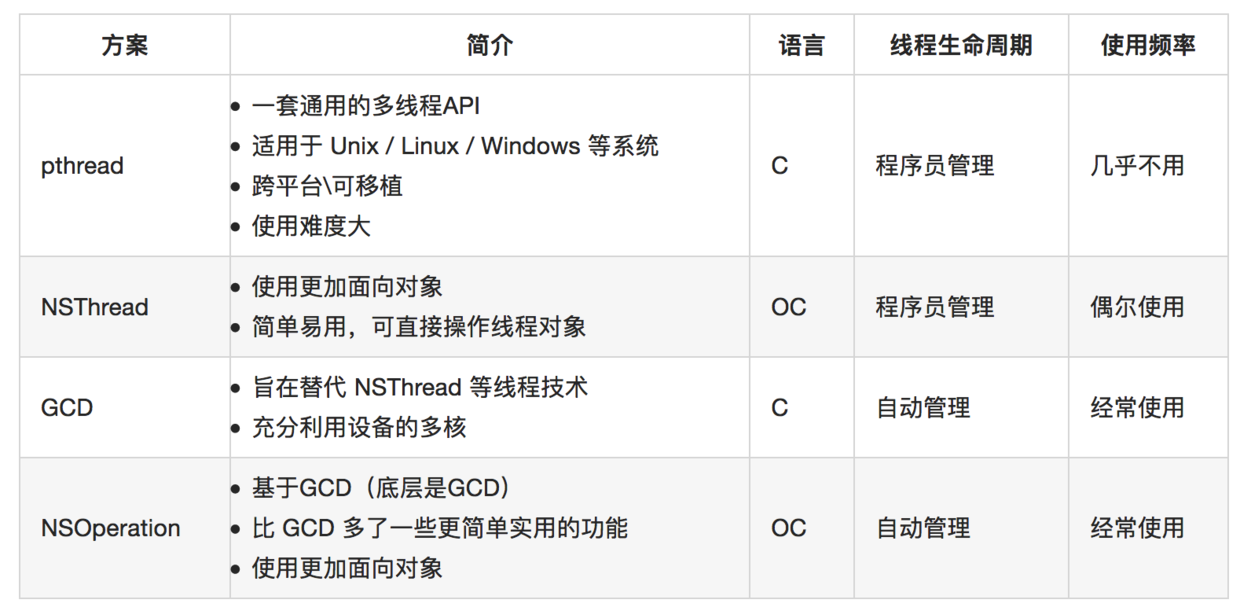 方案 简介 语言 线程生命周期 使用频率
pthread
一套通用的多线程API
适用于 Unix / Linux / Windows 等系统
跨平台\可移植
使用难度大
C
程序员管理
几乎不用
NSThread
使用更加面向对象
简单易用，可直接操作线程对象
OC
程序员管理
偶尔使用
GCD
旨在替代 NSThread 等线程技术
充分利用设备的多核
C
自动管理
经常使用
NSOperation
基于GCD（底层是GCD）
比 GCD 多了一些更简单实用的功能
使用更加面向对象
OC
自动管理
经常使用